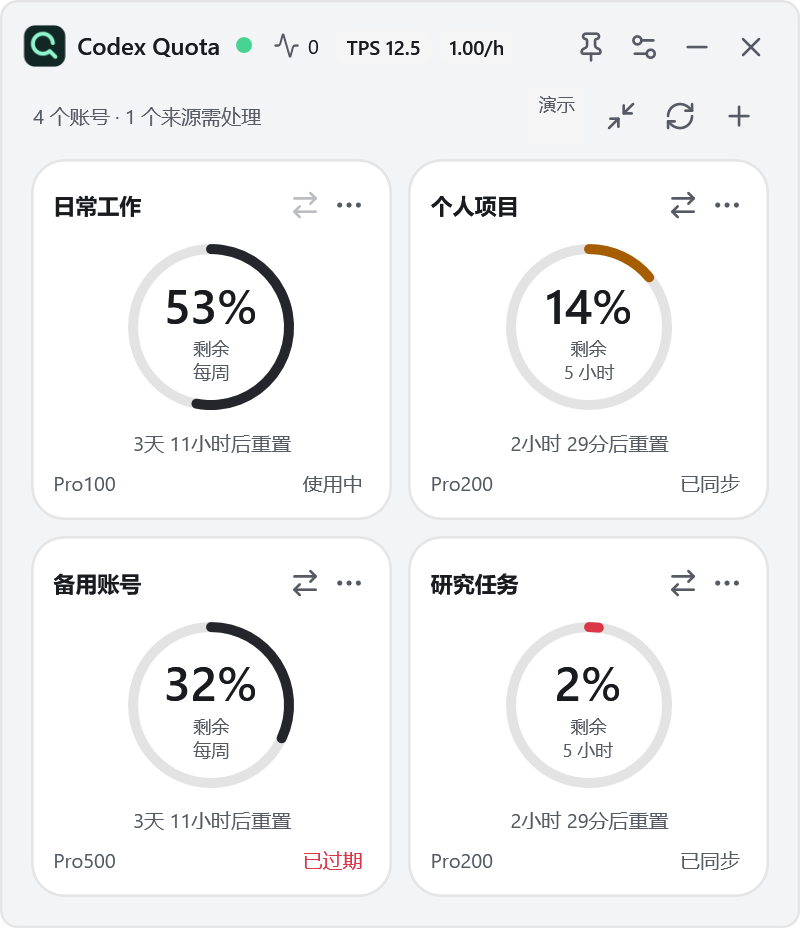 Codex Quota 0 TPS 12.5 1.00/h
4 个账号 · 1 个来源需处理 演示
日常工作
53%
剩余
每周
3天 11小时后重置
Pro100 使用中
个人项目
14%
剩余
5 小时
2小时 29分后重置
Pro200 已同步
备用账号
32%
剩余
每周
3天 11小时后重置
Pro500 已过期
研究任务
2%
剩余
5 小时
2小时 29分后重置
Pro200 已同步